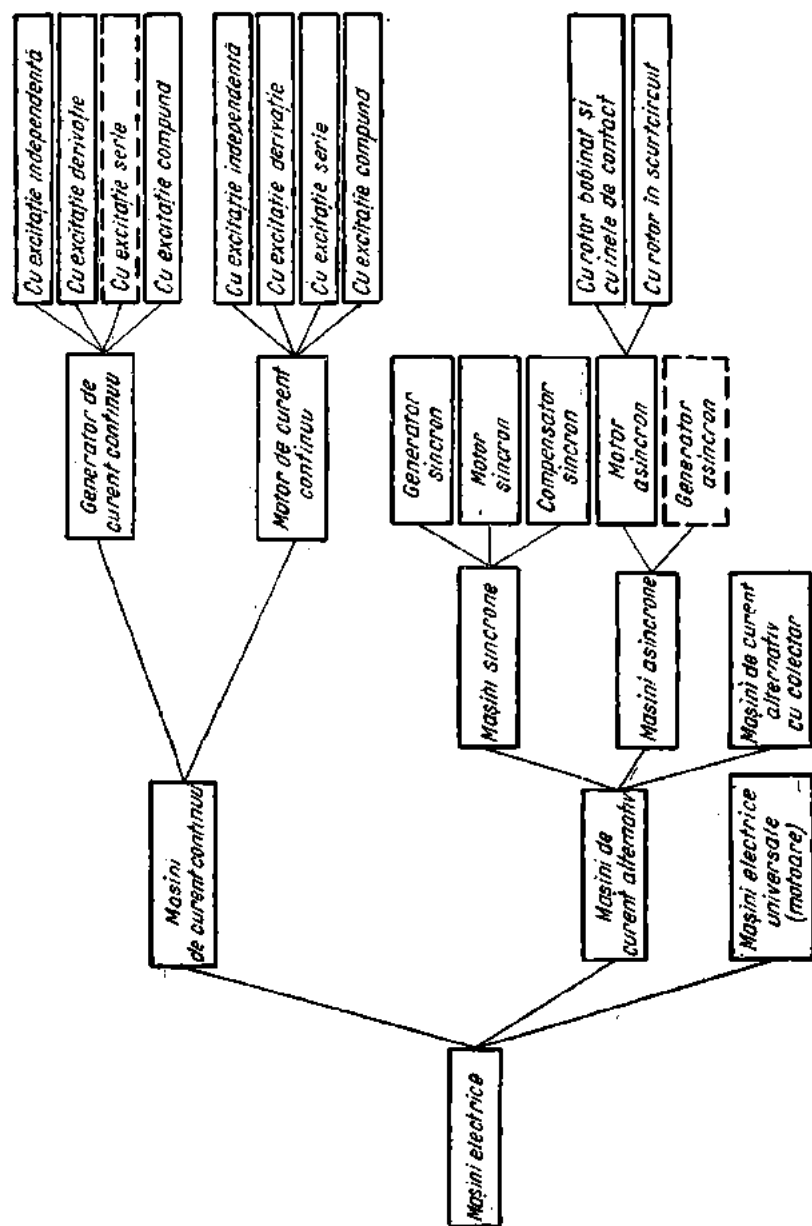 Mașini electrice
Mașini
de curent continuu
Mașini de
curent alternativ
Mașini electrice
universale
(motoare)
Generator de
curent continuu
Motor de curent
continuu
Mașini sincrone
Mașini asincrone
Mașini de curent
alternativ
cu colector
Generator
sincron
Motor
sincron
Compensator
sincron
Motor
asincron
Generator
asincron
Cu excitație independentă
Cu excitație derivație
Cu excitație serie
Cu excitație compund
Cu excitație independentă
Cu excitație derivație
Cu excitație serie
Cu excitație compund
Cu rotor bobinat și
cu inele de contact
Cu rotor în scurtcircuit